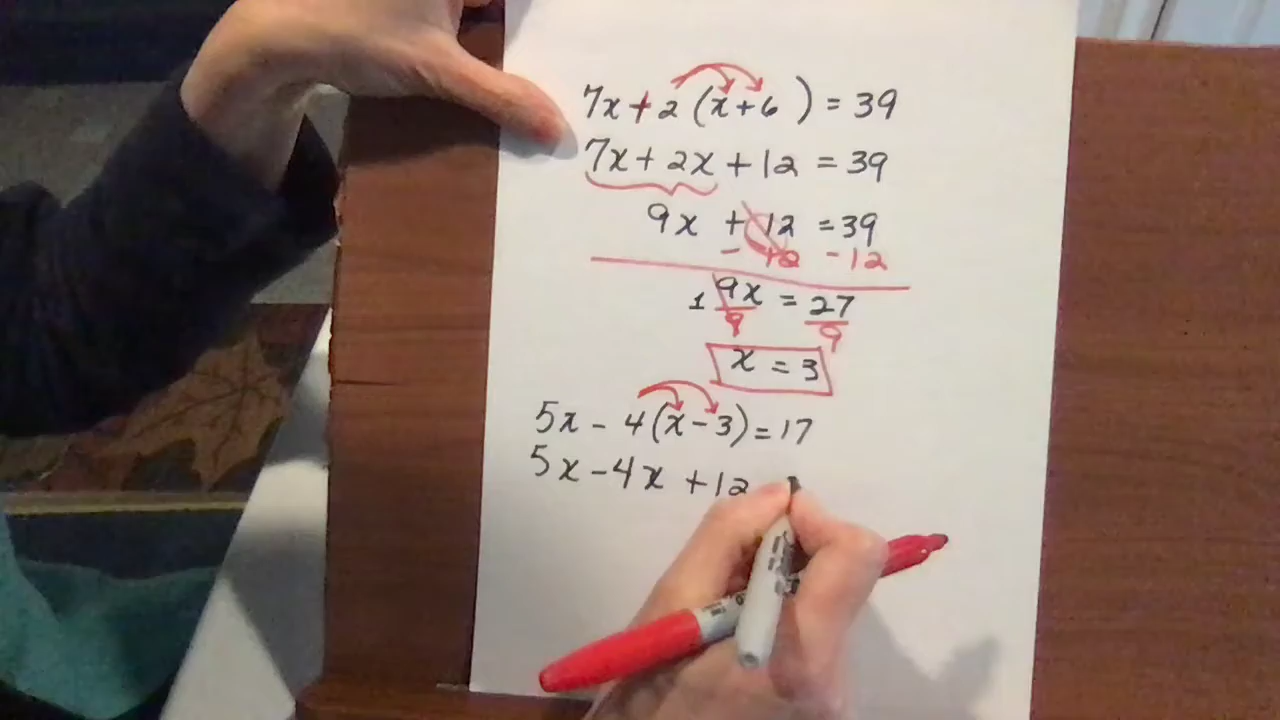 7x + 2 (x + 6 ) = 39
7x + 2x + 12 = 39
9x + 12 = 39
- 12 - 12
1 9x = 27
9 9
x = 3
5x - 4 (x - 3) = 17
5x - 4x + 12